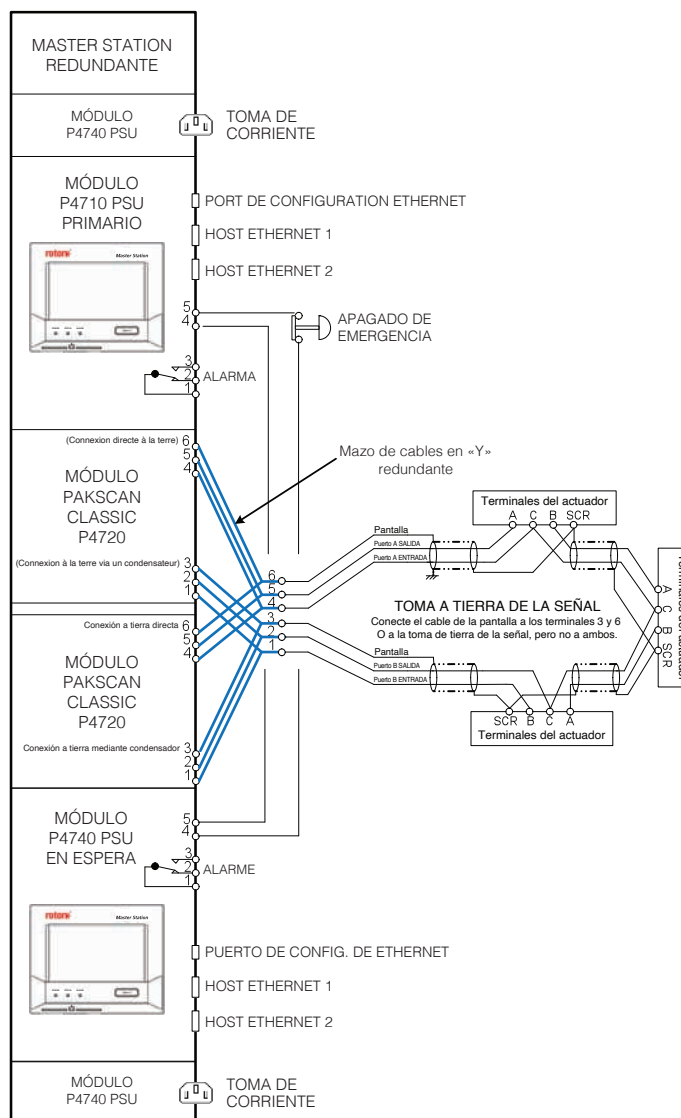 MASTER STATION
REDUNDANTE
MÓDULO
P4740 PSU
TOMA DE
CORRIENTE
MÓDULO
P4710 PSU
PRIMARIO
rotork
Master Station
PORT DE CONFIGURATION ETHERNET
HOST ETHERNET 1
HOST ETHERNET 2
5
4
APAGADO DE
EMERGENCIA
3
2
1
ALARMA
(Connexion directe à la terre)
6
5
4
MÓDULO
PAKSCAN
CLASSIC
P4720
(Connexion à la terre via un condensateur)
3
2
1
Mazo de cables en «Y»
redundante
Terminales del actuador
A C B SCR
Pantalla
Puerto A SALIDA
Puerto A ENTRADA
6
5
4
3
2
1
TOMA A TIERRA DE LA SEÑAL
Conecte el cable de la pantalla a los terminales 3 y 6
O a la toma de tierra de la señal, pero no a ambos.
Pantalla
Puerto B SALIDA
Puerto B ENTRADA
A
C
B
SCR
Terminales del actuador
SCR B C A
Terminales del actuador
Conexión a tierra directa
6
5
4
MÓDULO
PAKSCAN
CLASSIC
P4720
Conexión a tierra mediante condensador
3
2
1
MÓDULO
P4740 PSU
EN ESPERA
5
4
3
2
1
ALARME
rotork
Master Station
PUERTO DE CONFIG. DE ETHERNET
HOST ETHERNET 1
HOST ETHERNET 2
MÓDULO
P4740 PSU
TOMA DE
CORRIENTE